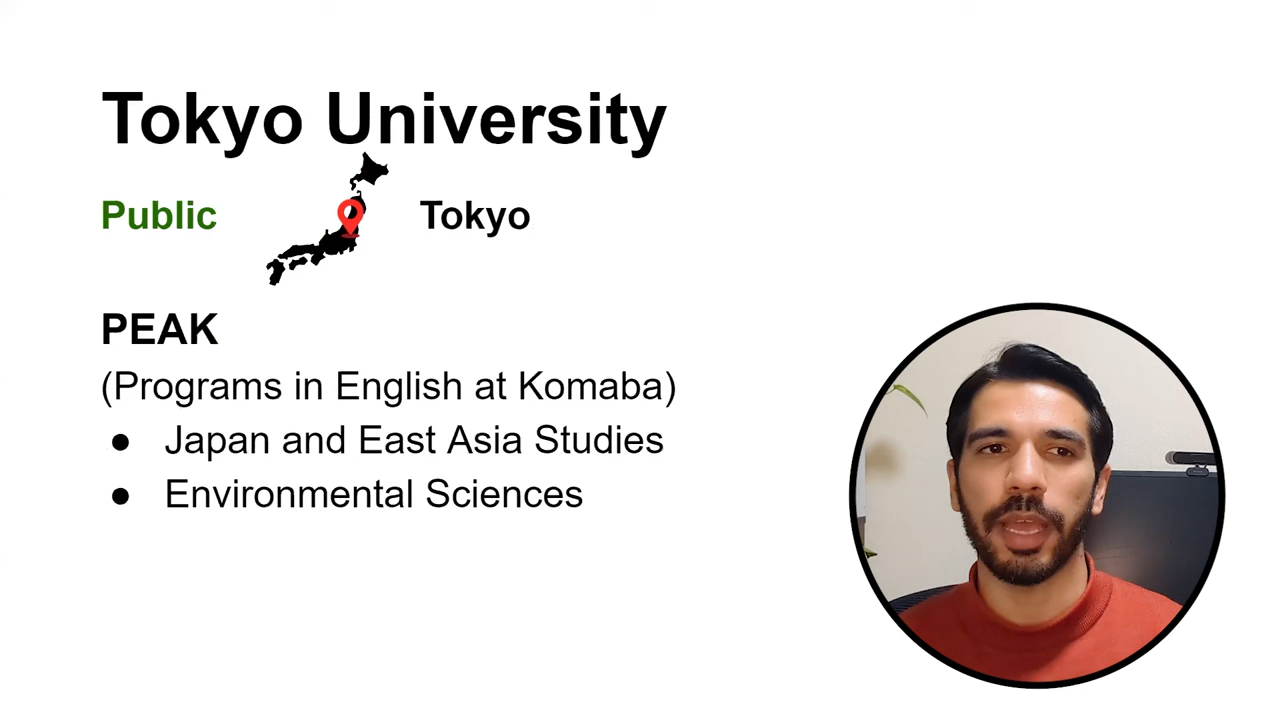 Tokyo University
Public
Tokyo
PEAK
(Programs in English at Komaba)
● Japan and East Asia Studies
● Environmental Sciences